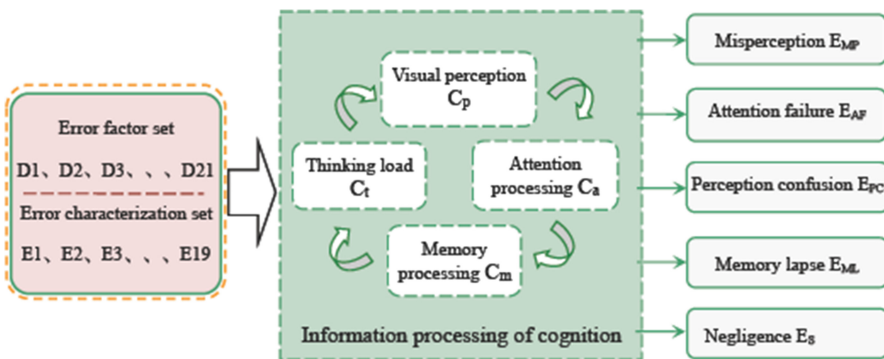 Error factor set
D1、D2、D3、、、D21
Error characterization set
E1、E2、E3、、、E19
Visual perception
Cp
Thinking load
Ct
Attention
processing Ca
Memory
processing Cm
Information processing of cognition
Misperception EMP
Attention failure EAF
Perception confusion EPC
Memory lapse EML
Negligence ES